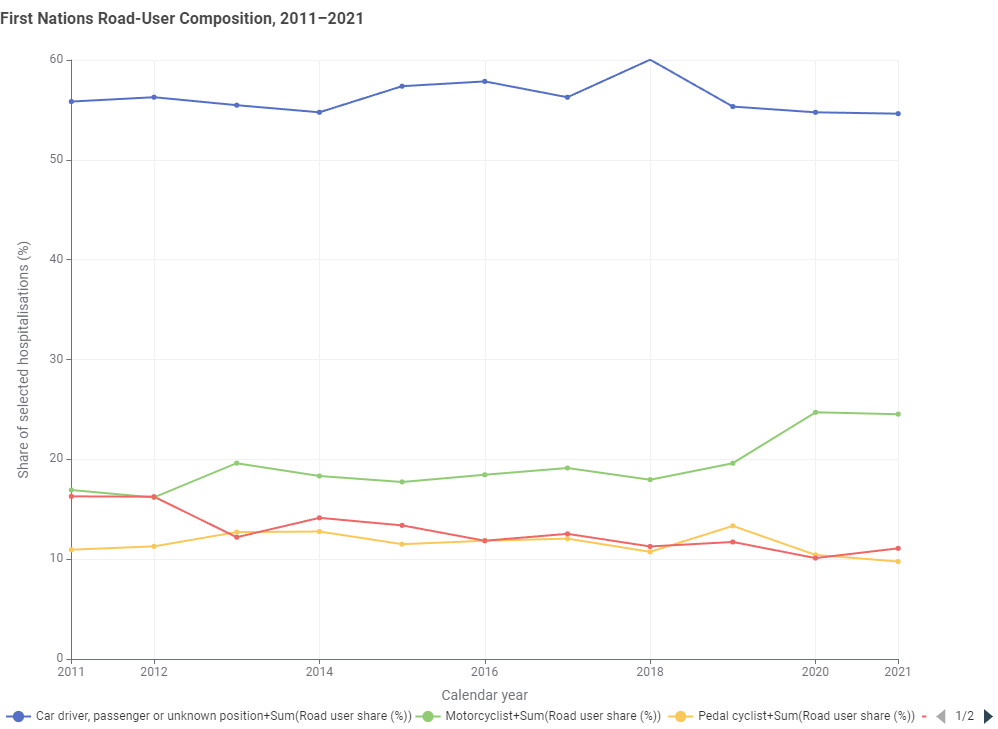 First Nations Road-User Composition, 2011–2021
60
50
40
30
20
10
0
Share of selected hospitalisations (%)
2011 2012 2014 2016 2018 2020 2021
Calendar year
Car driver, passenger or unknown position+Sum(Road user share (%)) Motorcyclist+Sum(Road user share (%)) Pedal cyclist+Sum(Road user share (%)) 1/2